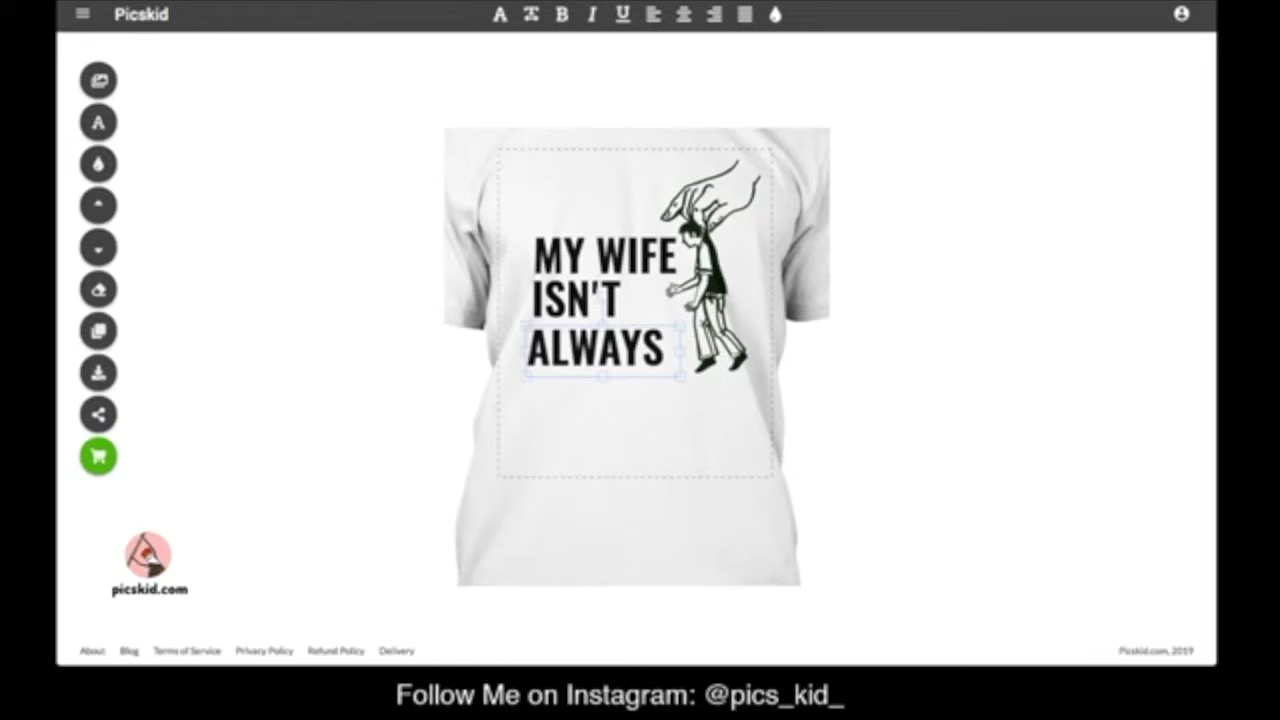 Picskid
MY WIFE
ISN'T
ALWAYS
picskid.com
About Blog Terms of Service Privacy Policy Refund Policy Delivery
Picskid.com, 2019
Follow Me on Instagram: @pics_kid_